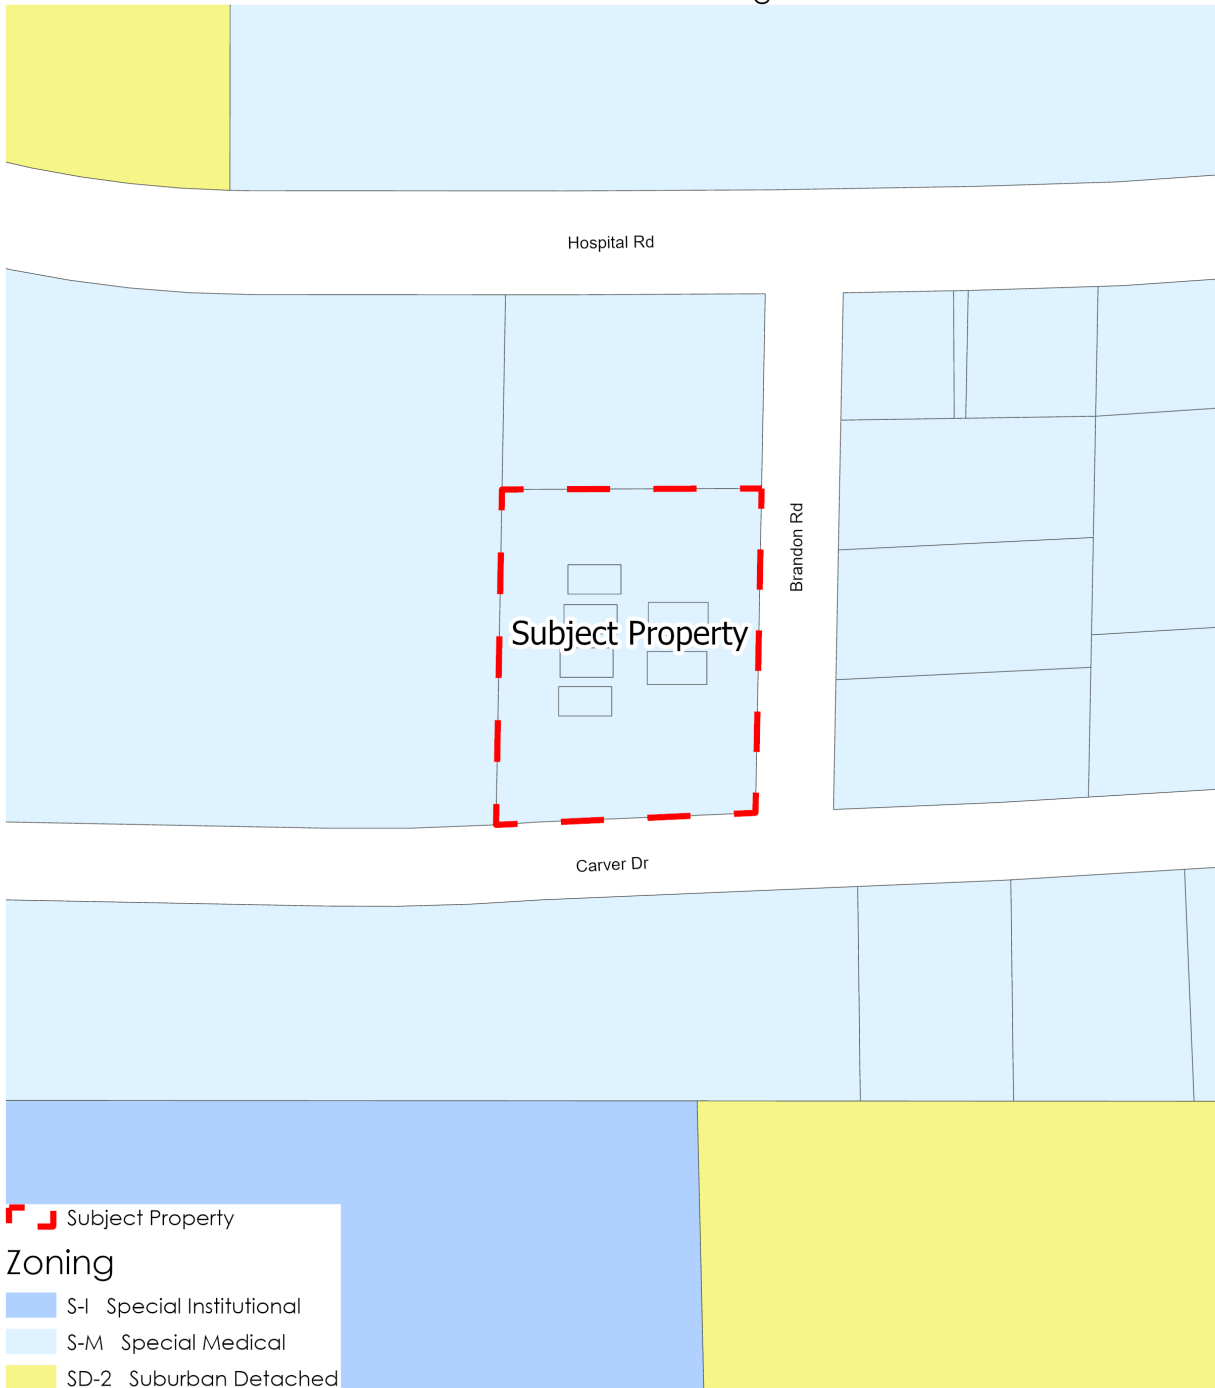 Hospital Rd
Brandon Rd
Subject Property
Carver Dr
Subject Property
Zoning
S-I Special Institutional
S-M Special Medical
SD-2 Suburban Detached